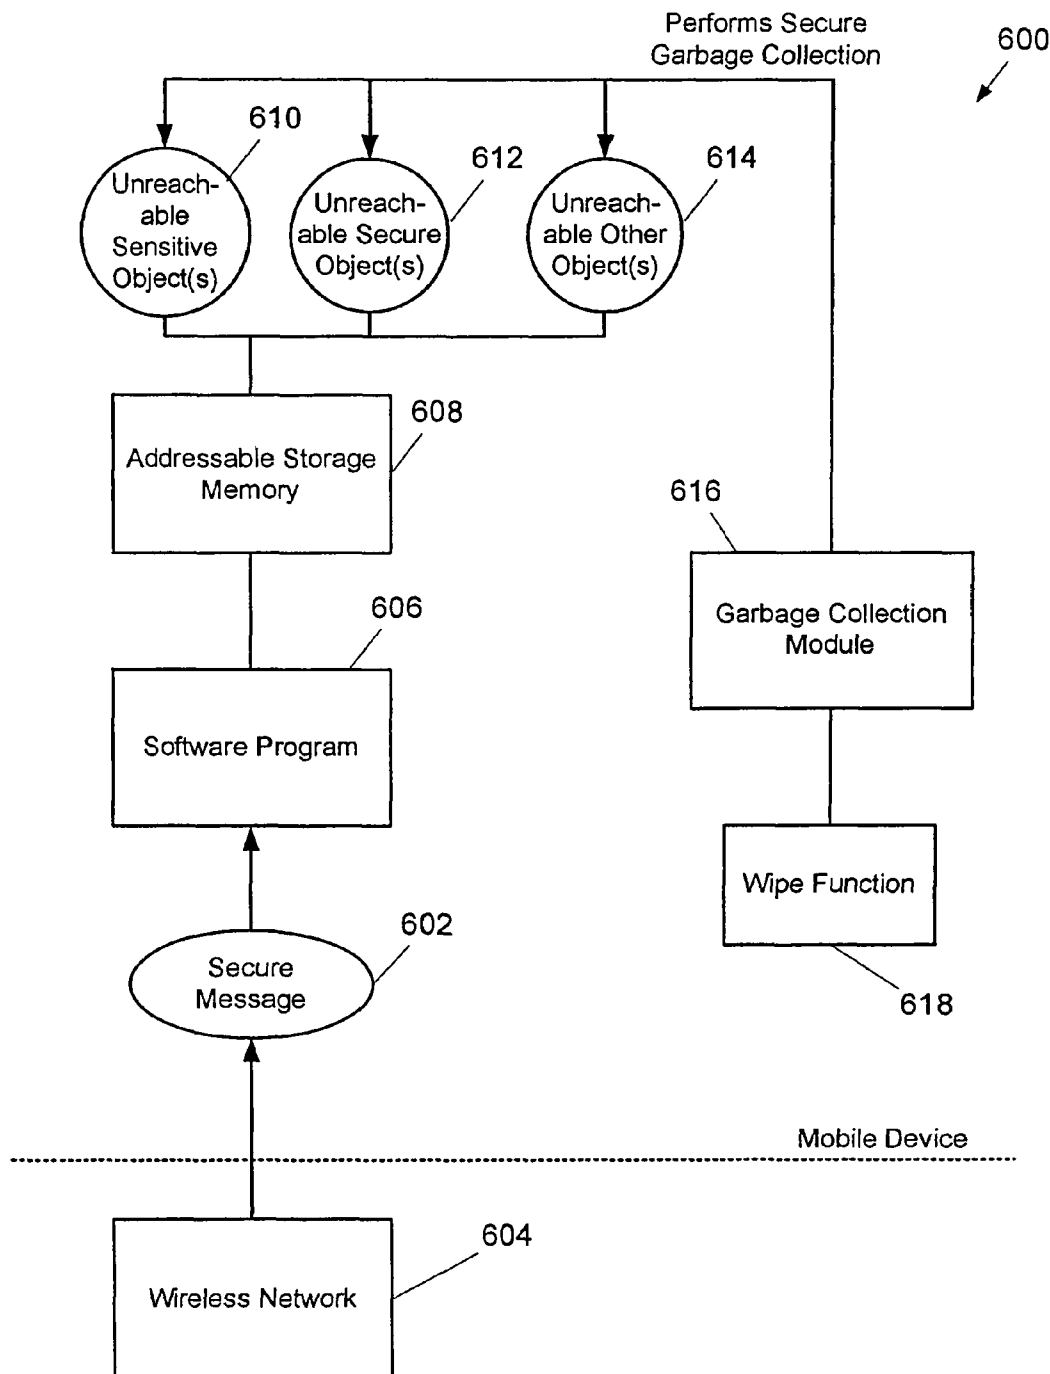 Performs Secure
Garbage Collection
600
610
612
614
Unreach-
able
Sensitive
Object(s)
Unreach-
able Secure
Object(s)
Unreach-
able Other
Object(s)
608
Addressable Storage
Memory
616
Garbage Collection
Module
606
Software Program
Wipe Function
618
602
Secure
Message
Mobile Device
604
Wireless Network